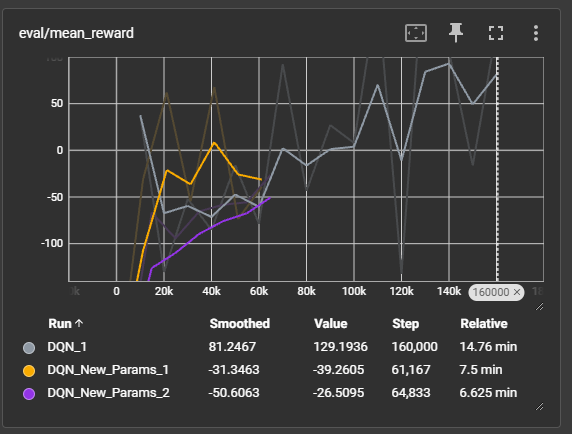 eval/mean_reward
100
50
0
-50
-100
0 20k 40k 60k 80k 100k 120k 140k 160000 ×
Run ↑ Smoothed Value Step Relative
DQN_1 81.2467 129.1936 160,000 14.76 min
DQN_New_Params_1 -31.3463 -39.2605 61,167 7.5 min
DQN_New_Params_2 -50.6063 -26.5095 64,833 6.625 min